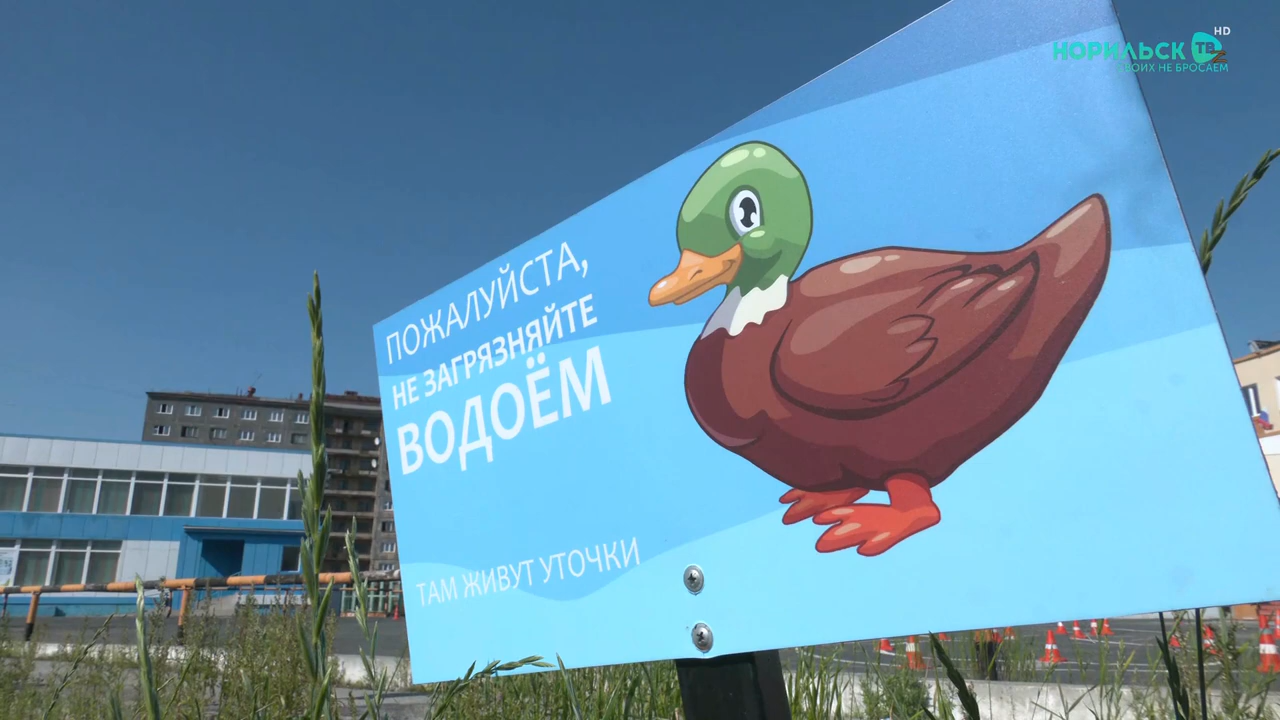 HD
НОРИЛЬСК ТВ
СВОИХ НЕ БРОСАЕМ
ПОЖАЛУЙСТА,
НЕ ЗАГРЯЗНЯЙТЕ
ВОДОЁМ
ТАМ ЖИВУТ УТОЧКИ